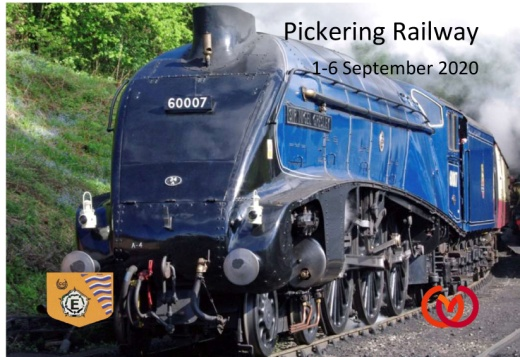 Pickering Railway
1-6 September 2020
60007
A-4